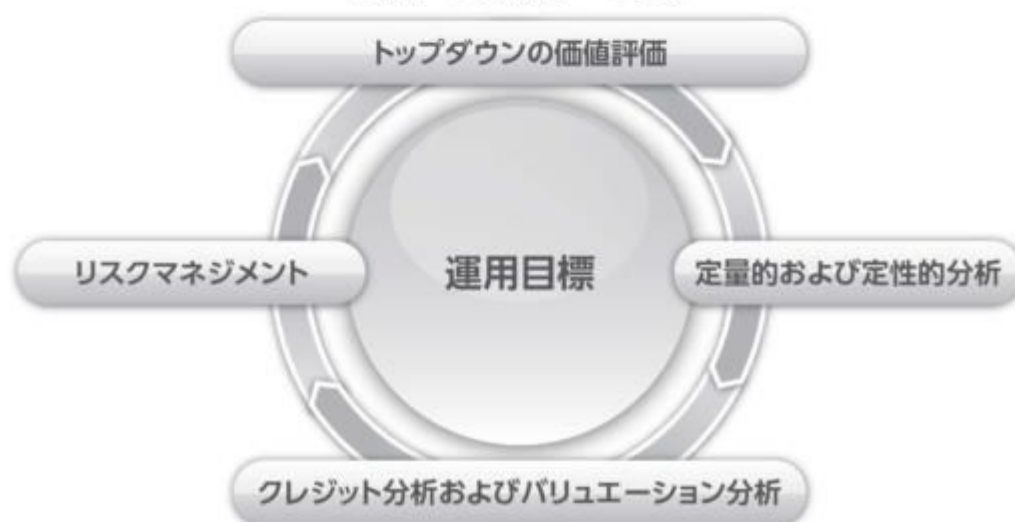 トップダウンの価値評価
リスクマネジメント
運用目標
定量的および定性的分析
クレジット分析およびバリュエーション分析